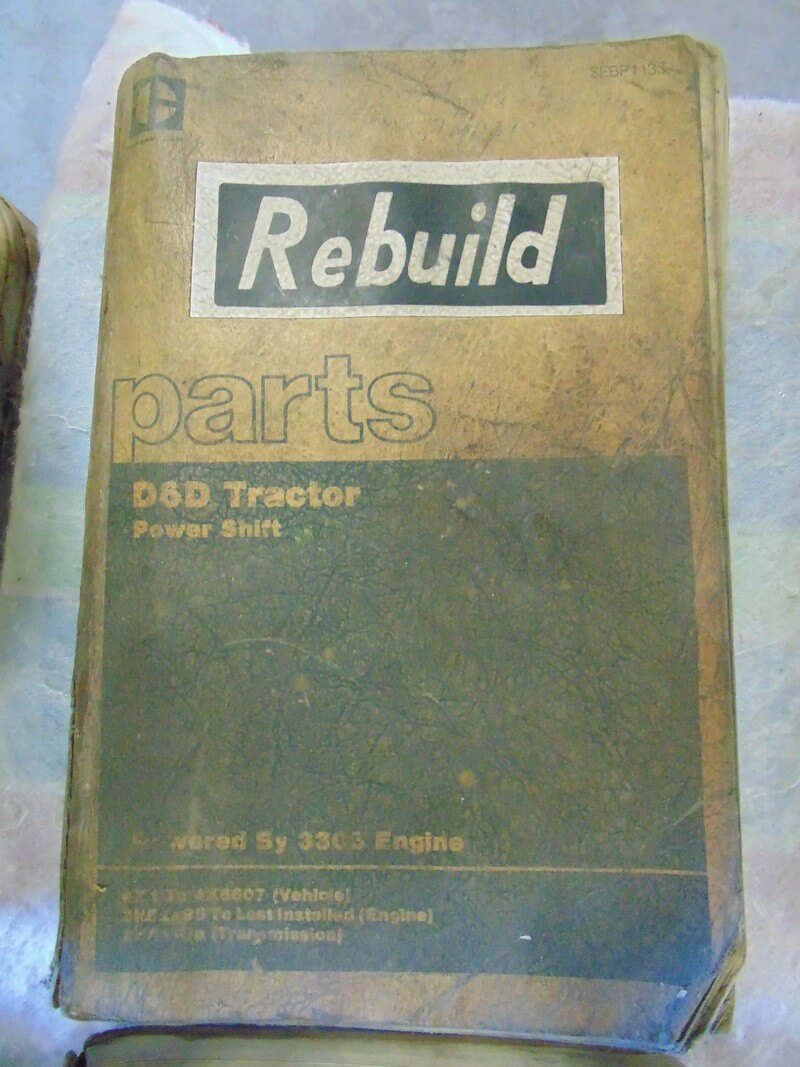 SEBP1133
Rebuild
parts
D6D Tractor
Power Shift
Powered By 3306 Engine
(Vehicle)
To Last Installed (Engine)
(Transmission)